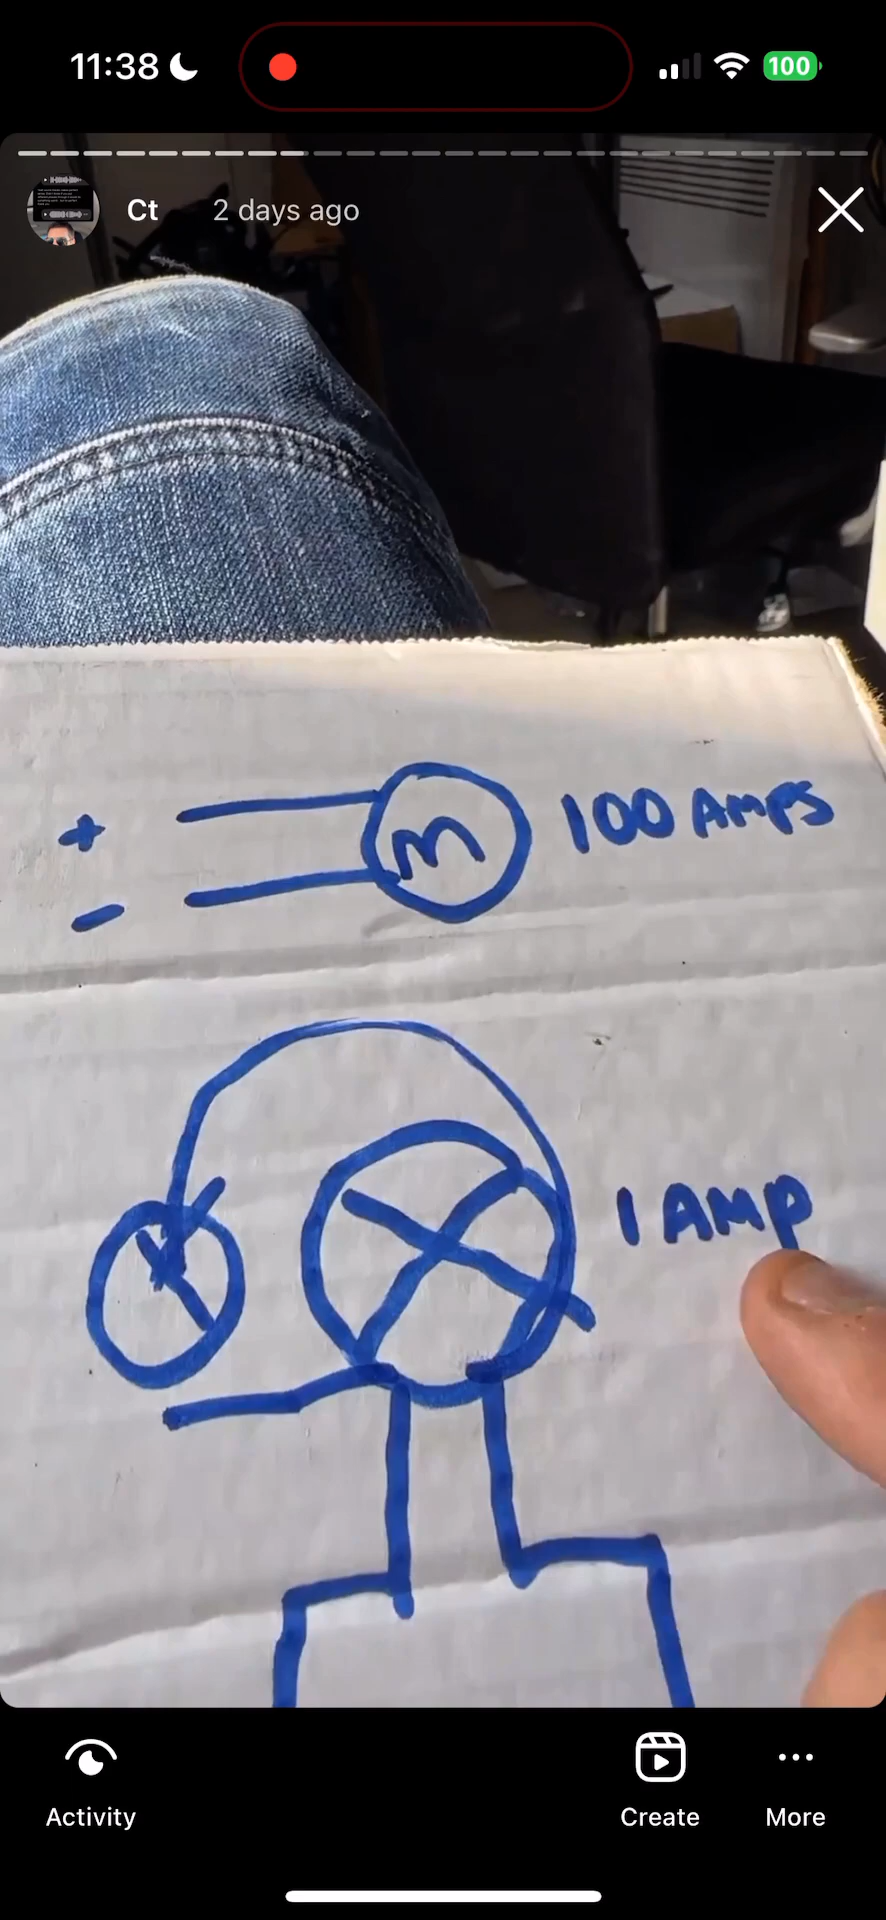 11:38
100
Ct 2 days ago
+
-
M 100 AMPS
1 AMP
Activity
Create
More